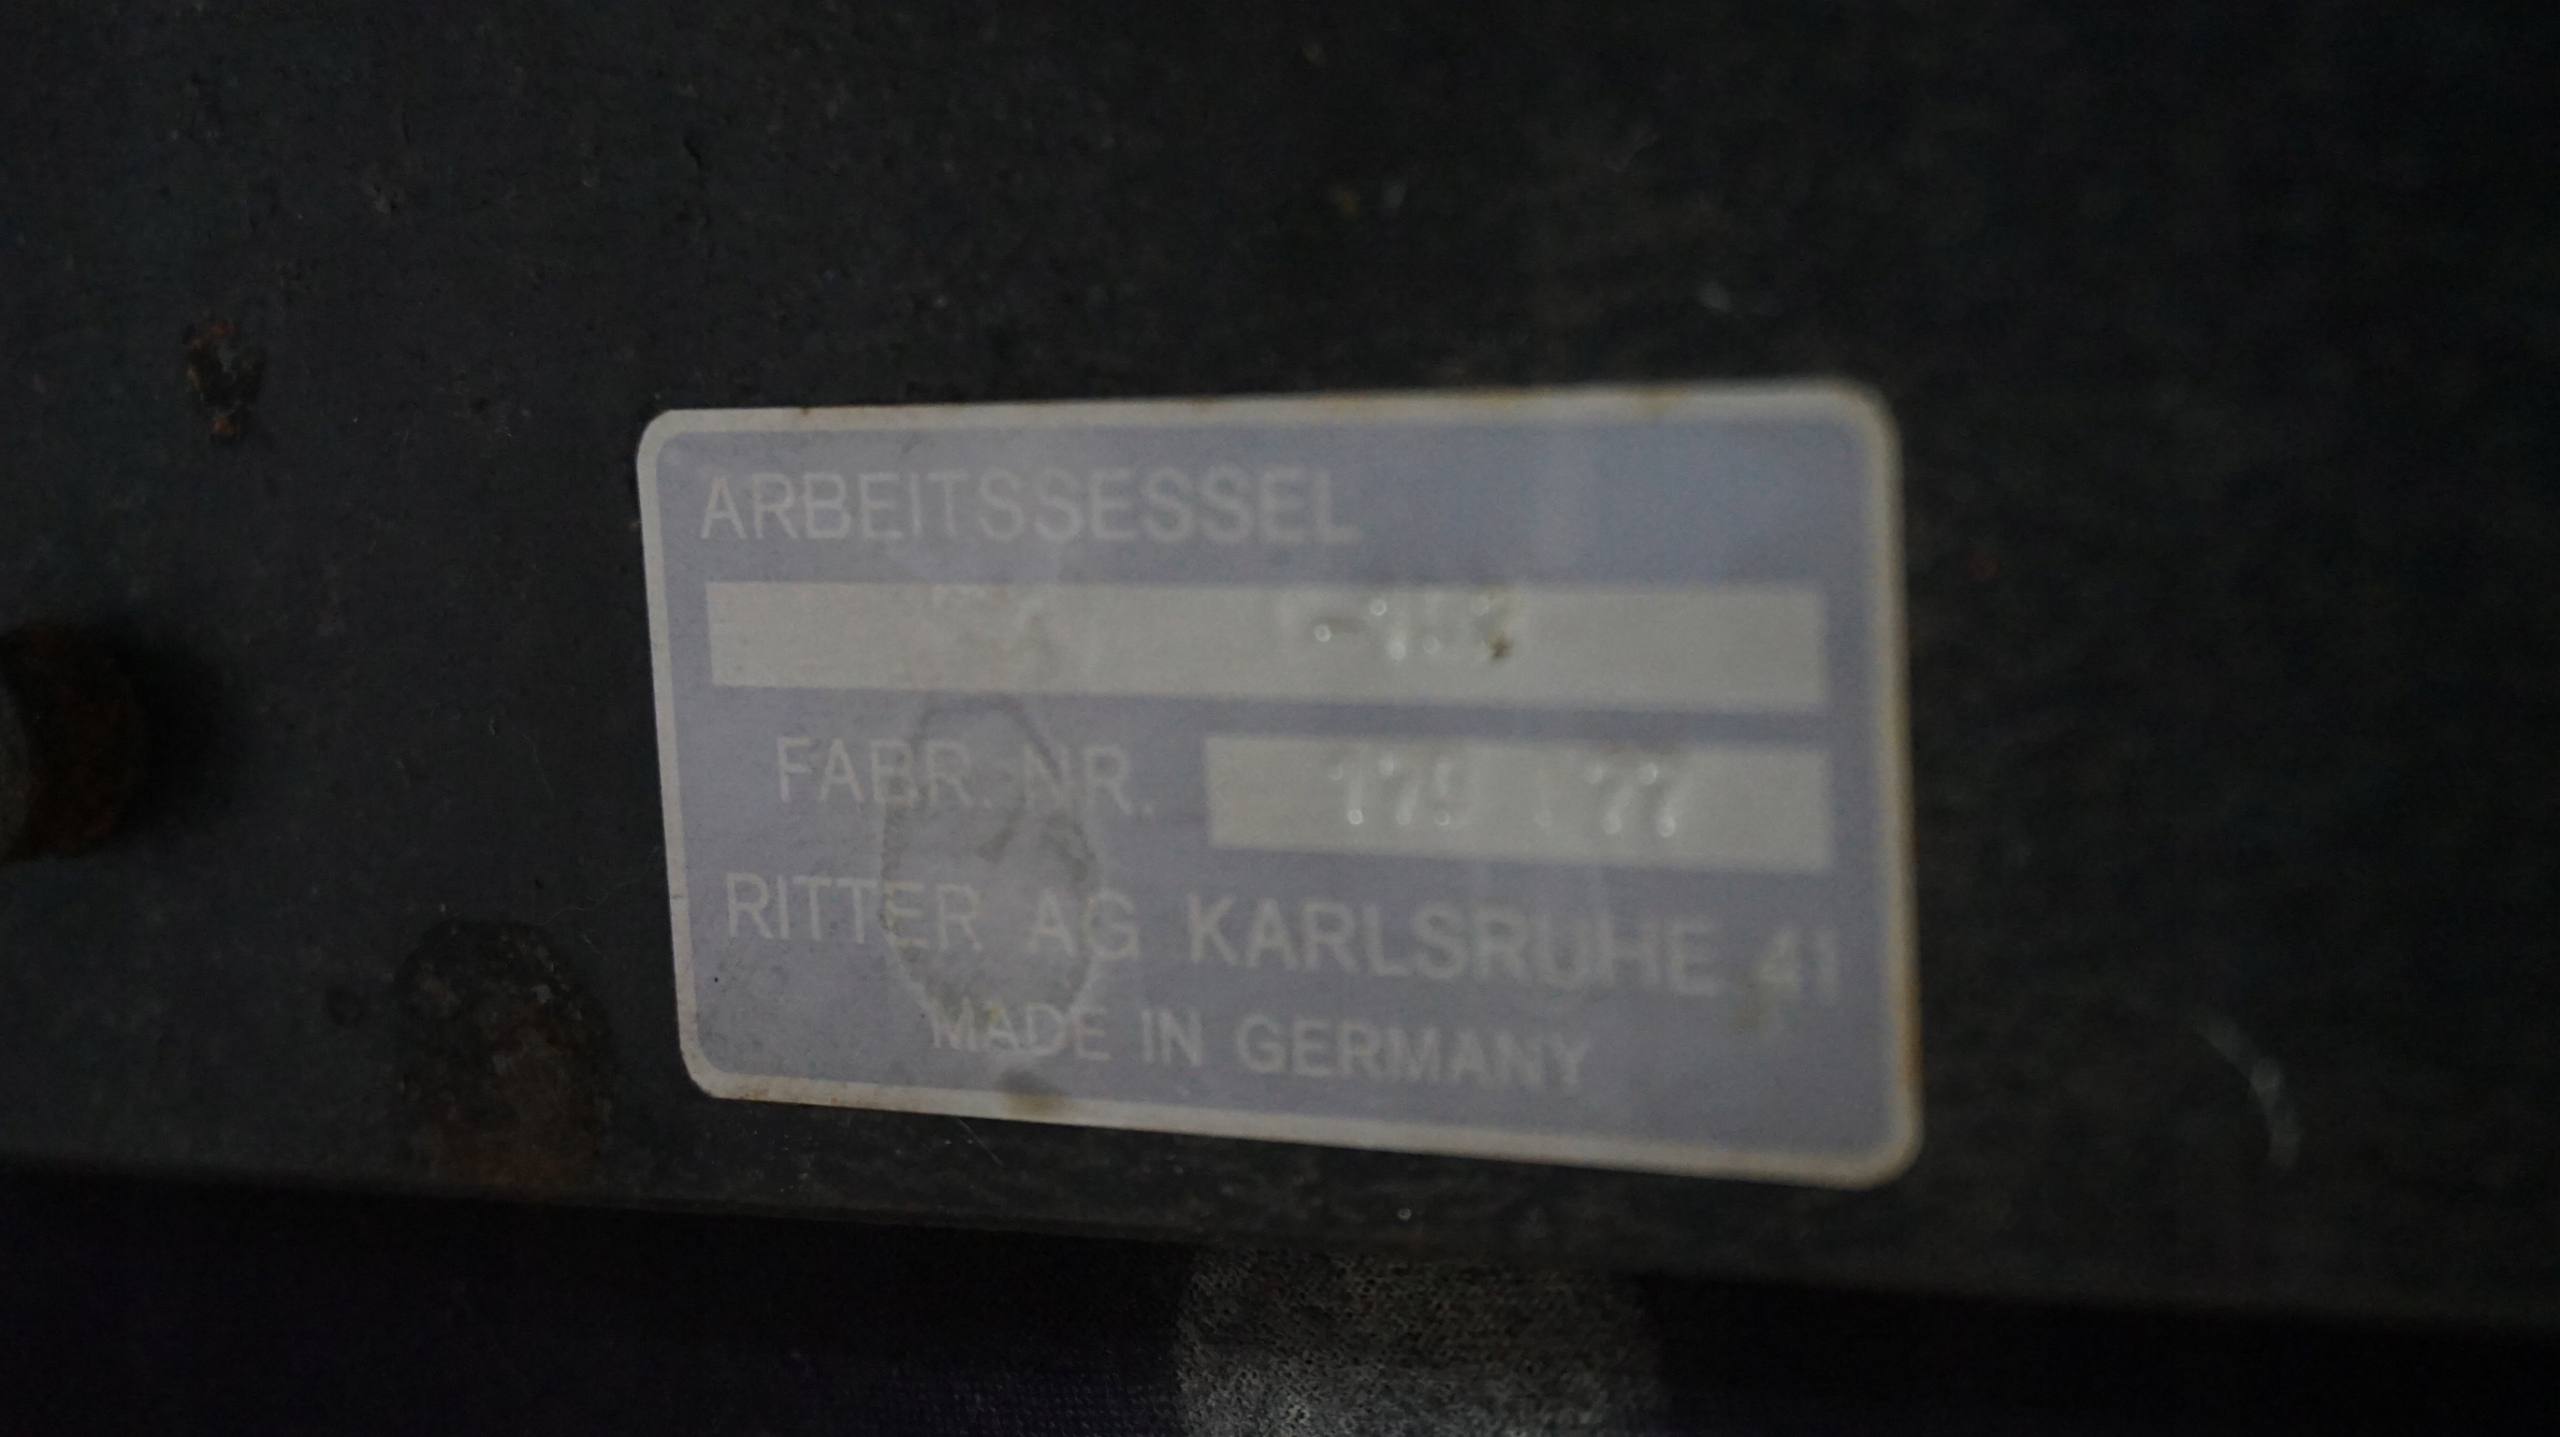 ARBEITSSESSEL
FABR. NR.
RITTER AG KARLSRUHE 41
MADE IN GERMANY